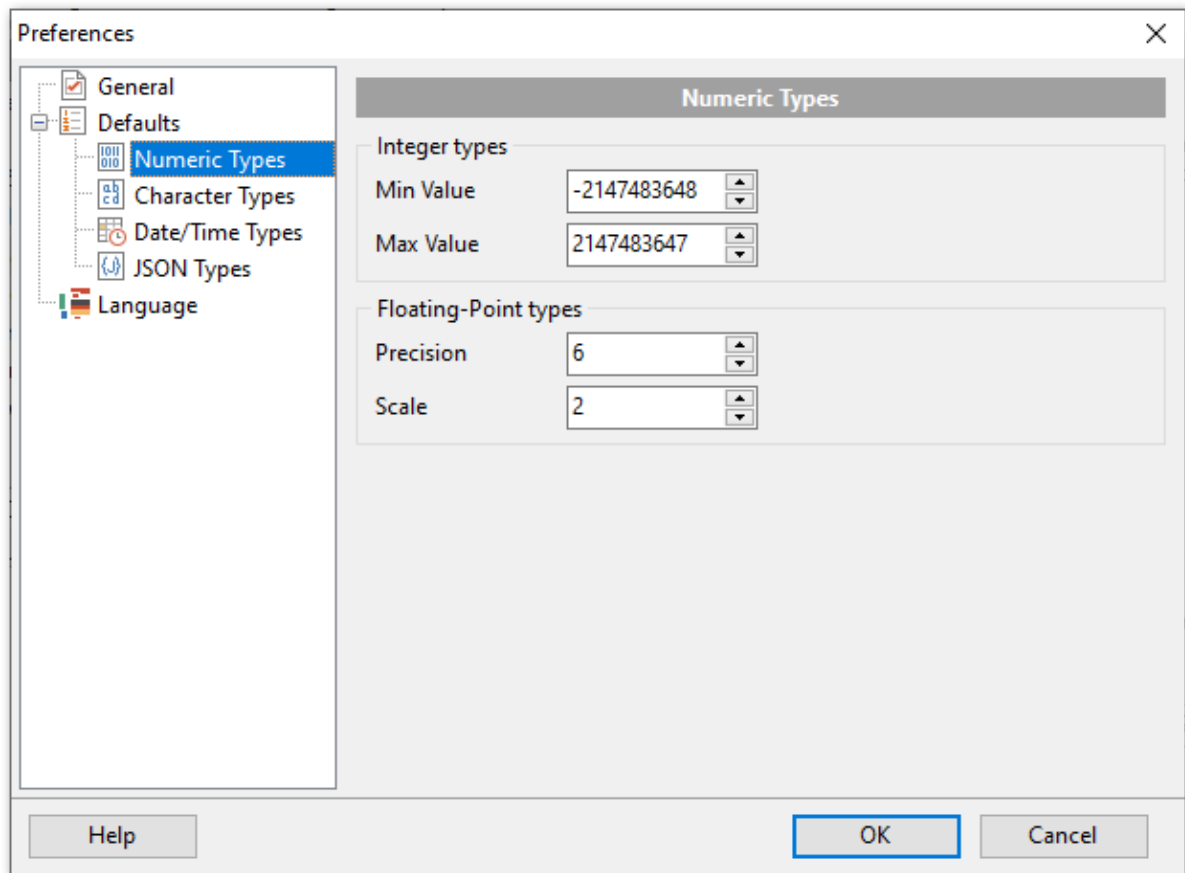 Preferences
General
Defaults
Numeric Types
Character Types
Date/Time Types
JSON Types
Language
Numeric Types
Integer types
Min Value -2147483648
Max Value 2147483647
Floating-Point types
Precision 6
Scale 2
Help OK Cancel